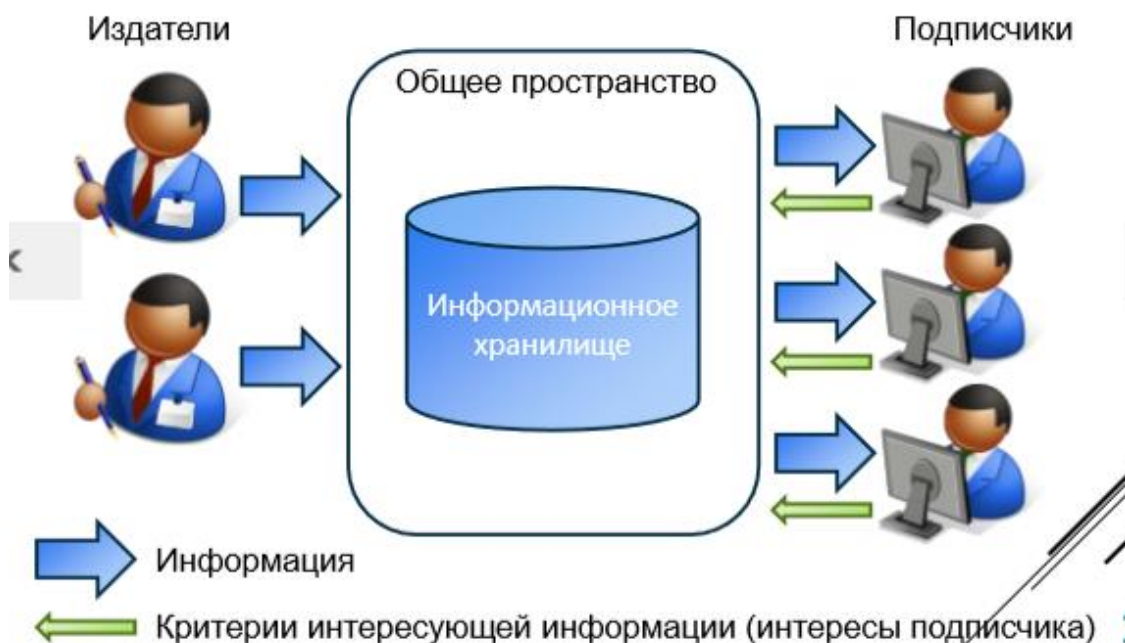 Издатели
Подписчики
Общее пространство
Информационное
хранилище
Информация
Критерии интересующей информации (интересы подписчика)